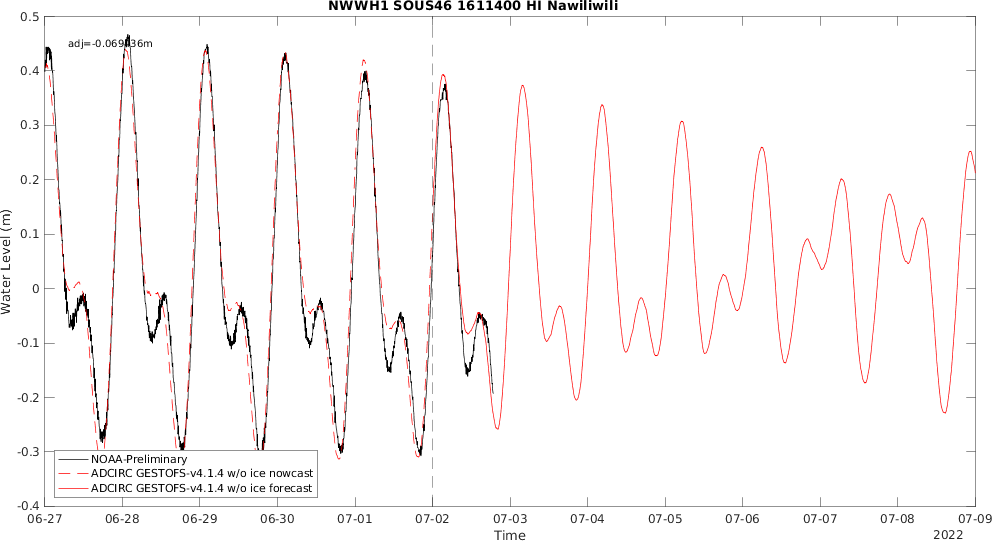 NWWH1 SOUS46 1611400 HI Nawiliwili
0.5
0.4
0.3
0.2
0.1
0
-0.1
-0.2
-0.3
-0.4
Water Level (m)
NOAA-Preliminary
ADCIRC GESTOFS-v4.1.4 w/o ice nowcast
ADCIRC GESTOFS-v4.1.4 w/o ice forecast
06-27 06-28 06-29 06-30 07-01 07-02 07-03 07-04 07-05 07-06 07-07 07-08 07-09
Time
2022